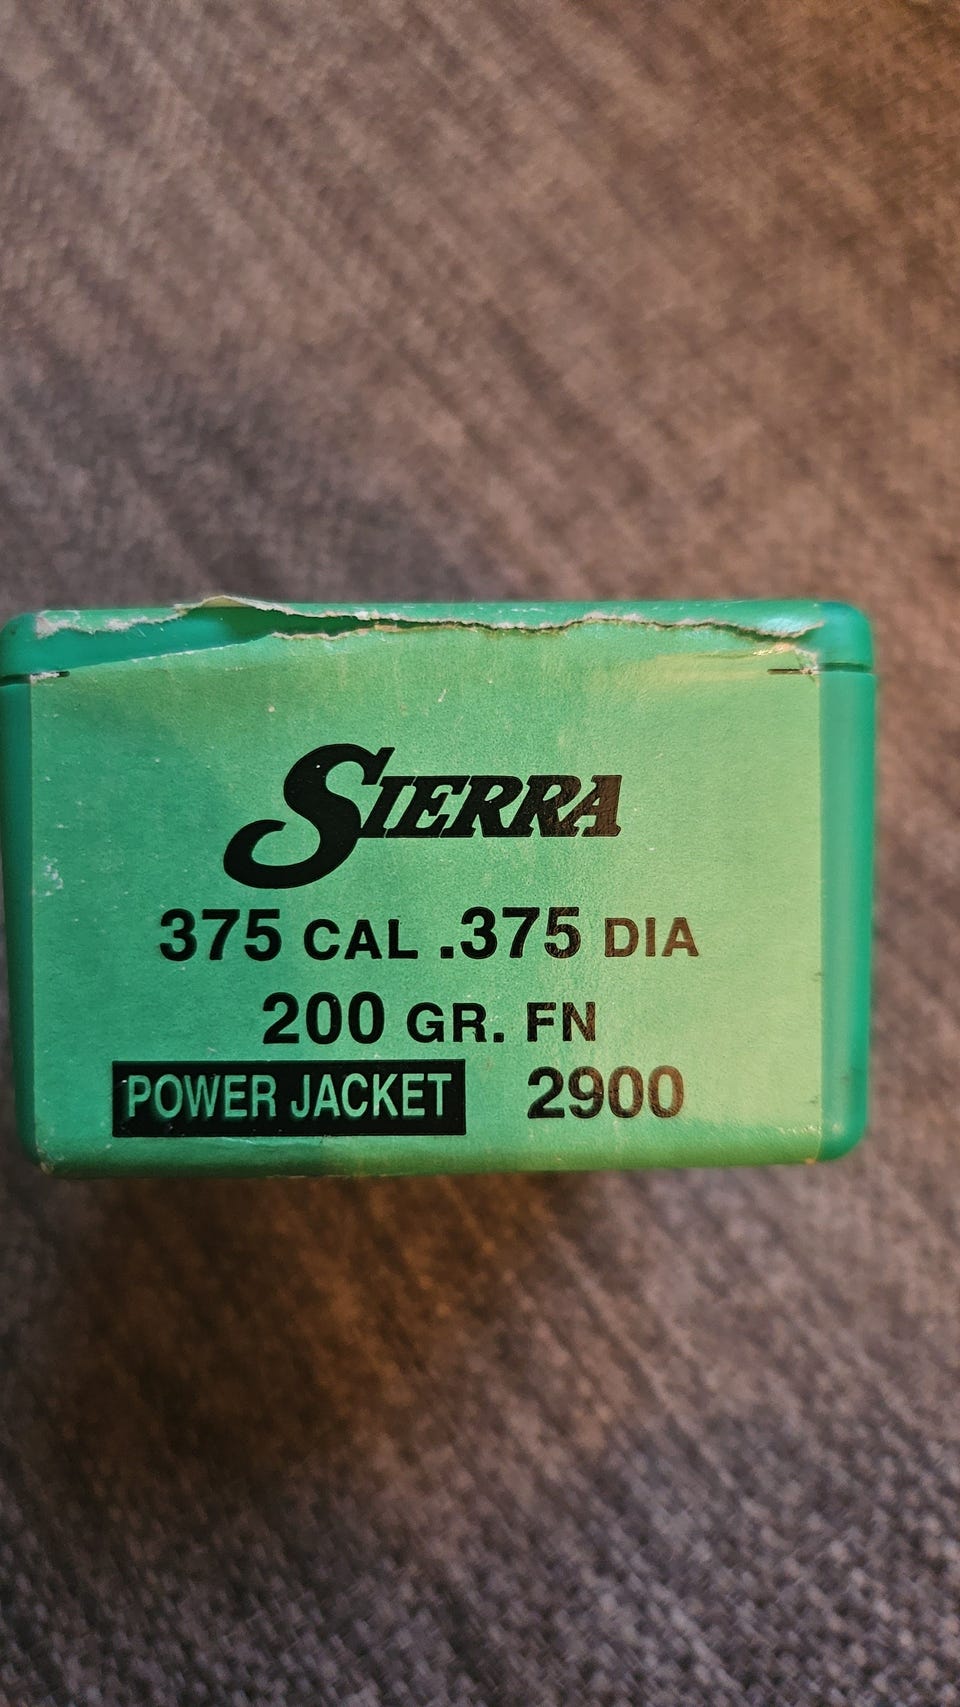 SIERRA
375 CAL .375 DIA
200 GR. FN
POWER JACKET 2900